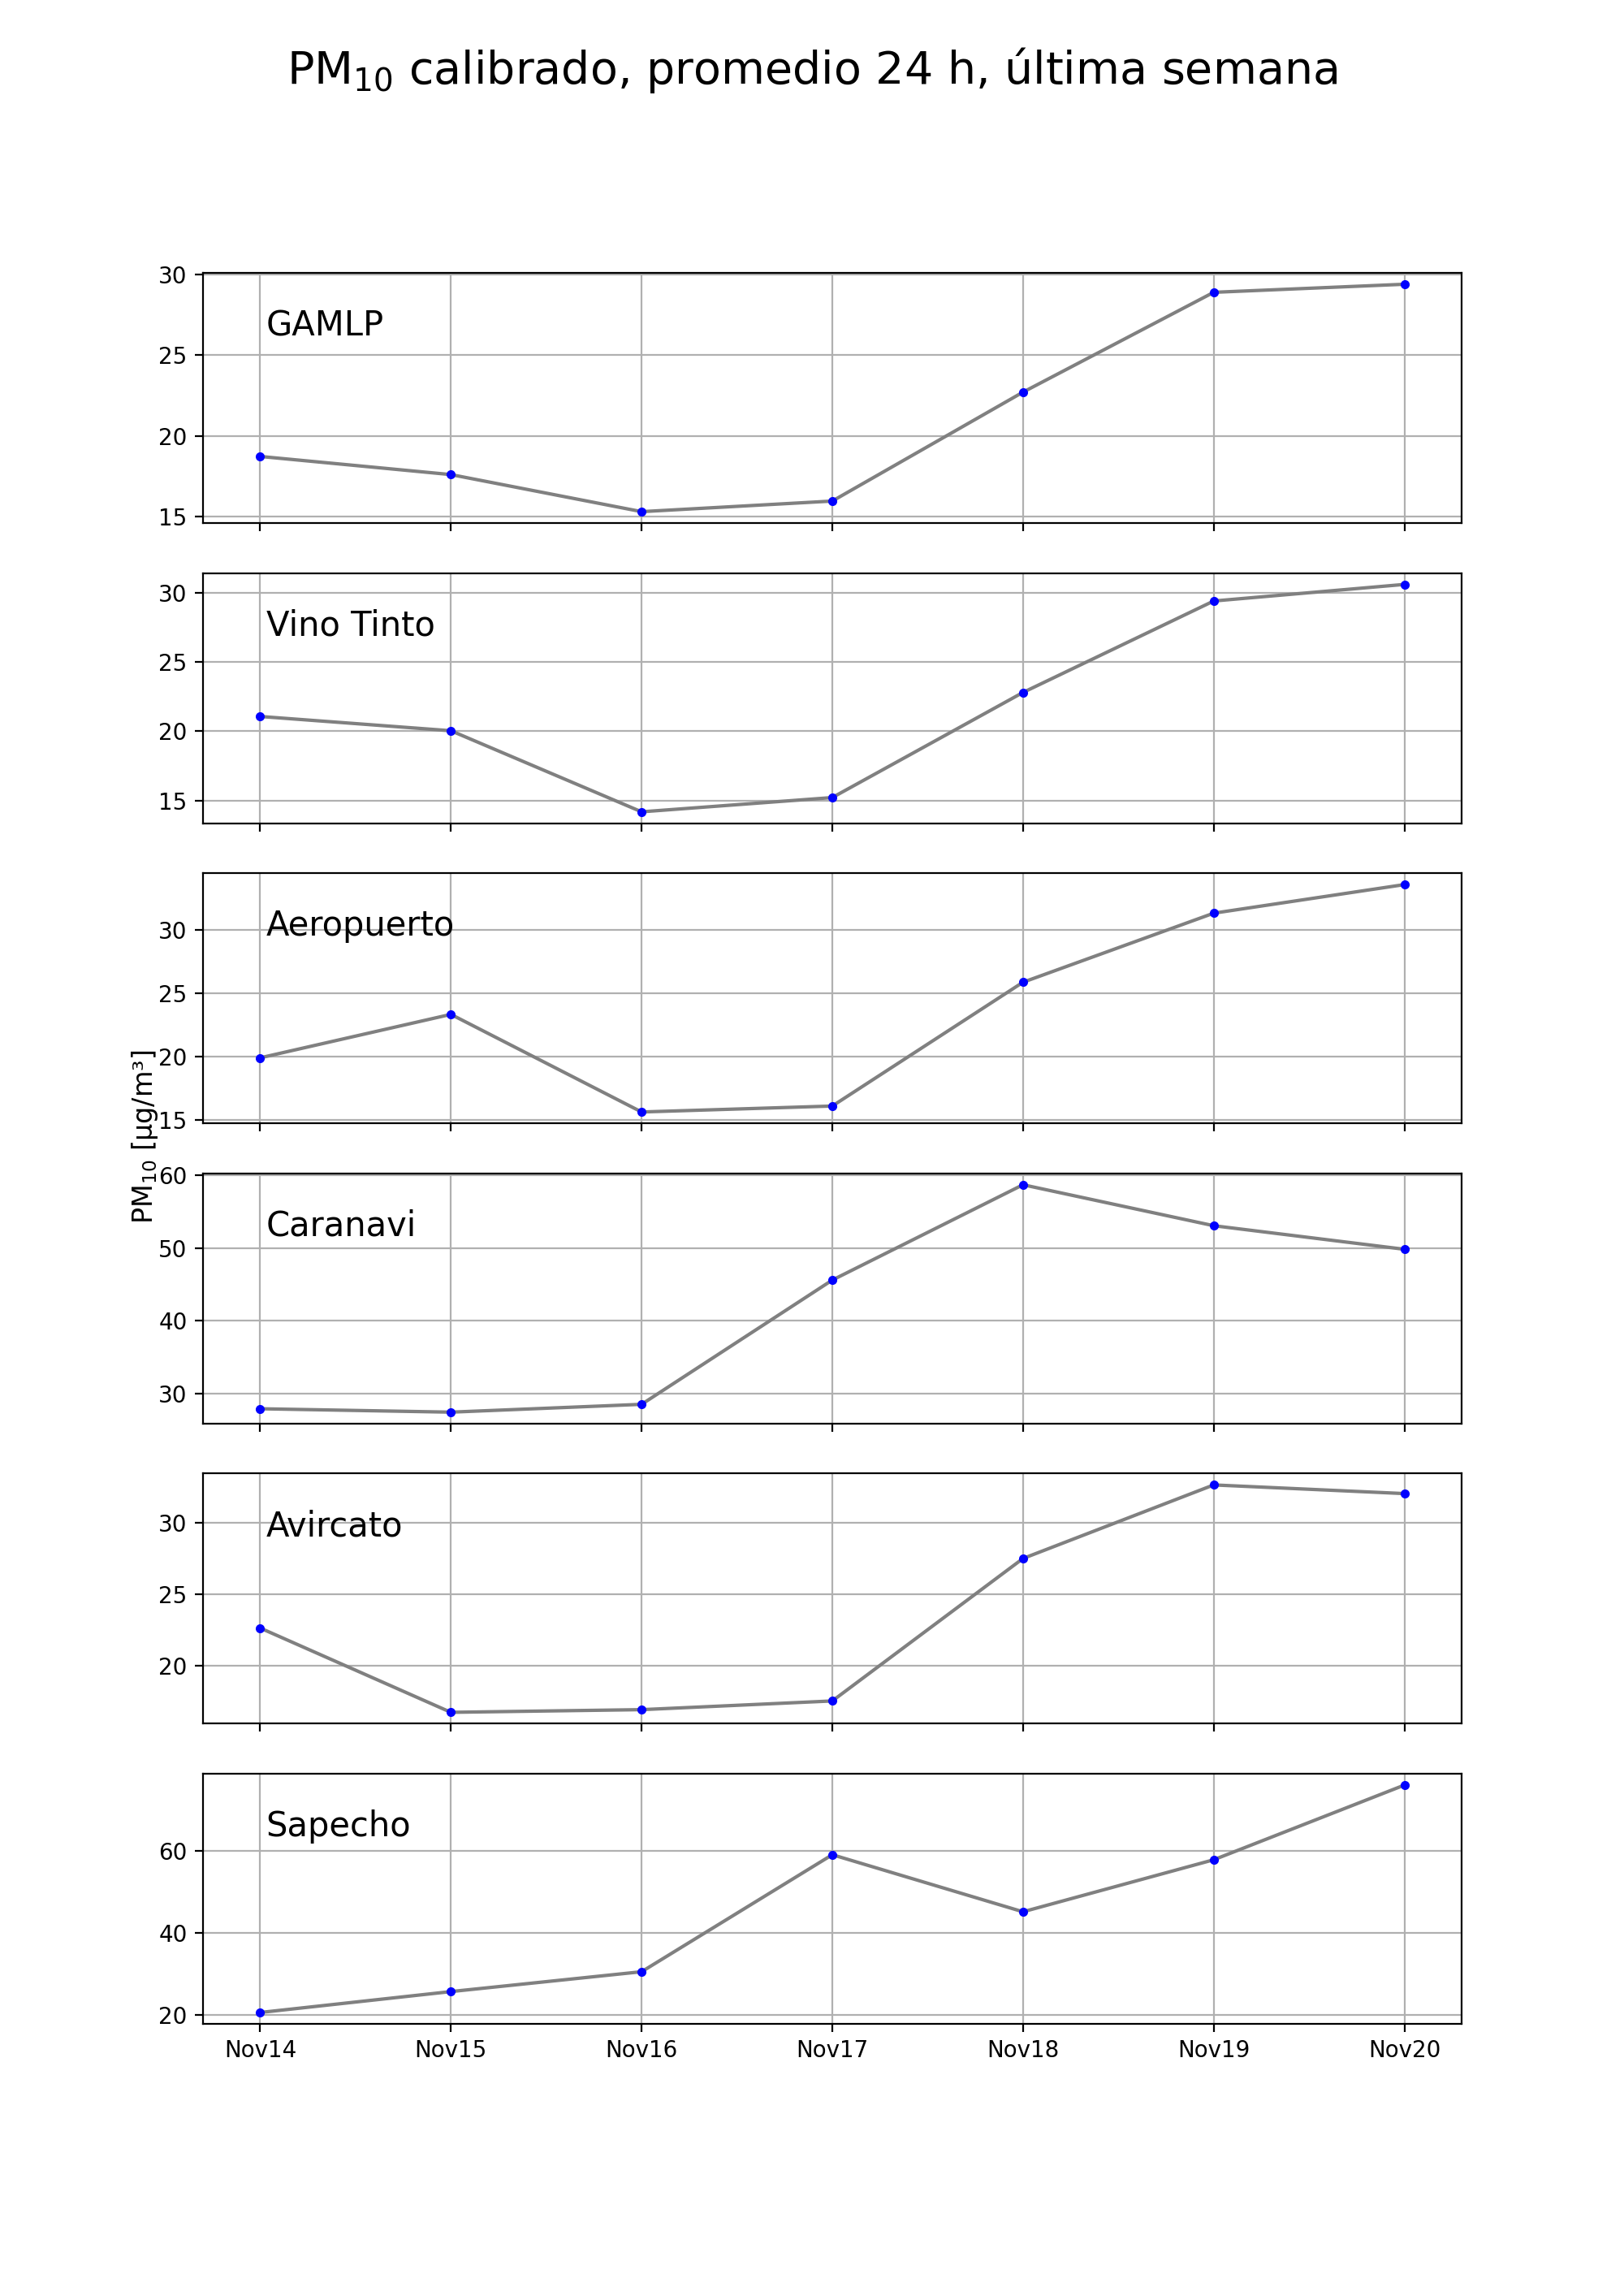 PM₁₀ calibrado, promedio 24 h, última semana
30
GAMLP
25
20
15
30
Vino Tinto
25
20
15
Aeropuerto
30
25
20
15
PM₁₀ [µg/m³]
60
Caranavi
50
40
30
Avircato
30
25
20
Sapecho
60
40
20
Nov14 Nov15 Nov16 Nov17 Nov18 Nov19 Nov20